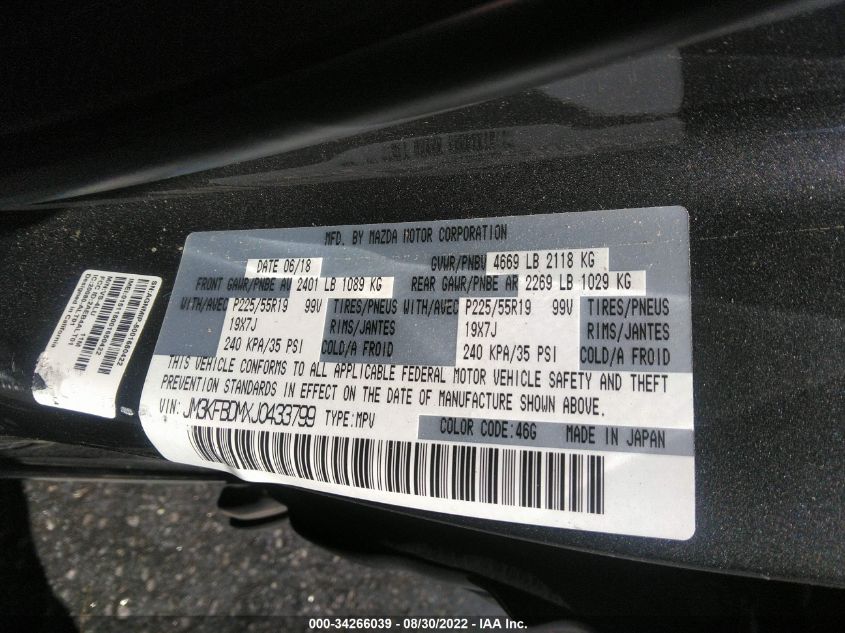 MFD. BY MAZDA MOTOR CORPORATION
DATE 06/18 GVWR/PNBV 4669 LB 2118 KG
FRONT GAWR/PNBE AV 2401 LB 1089 KG REAR GAWR/PNBE AR 2269 LB 1029 KG
WITH/AVEC P225/55R19 99V TIRES/PNEUS WITH/AVEC P225/55R19 99V TIRES/PNEUS
19X7J RIMS/JANTES 19X7J RIMS/JANTES
240 KPA/35 PSI COLD/A FROID 240 KPA/35 PSI COLD/A FROID
THIS VEHICLE CONFORMS TO ALL APPLICABLE FEDERAL MOTOR VEHICLE SAFETY AND THEFT
PREVENTION STANDARDS IN EFFECT ON THE DATE OF MANUFACTURE SHOWN ABOVE.
VIN: JM3KFBDMXJ0433799 TYPE:MPV
COLOR CODE:46G MADE IN JAPAN
Designed in California
000-34266039 - 08/30/2022 - IAA Inc.